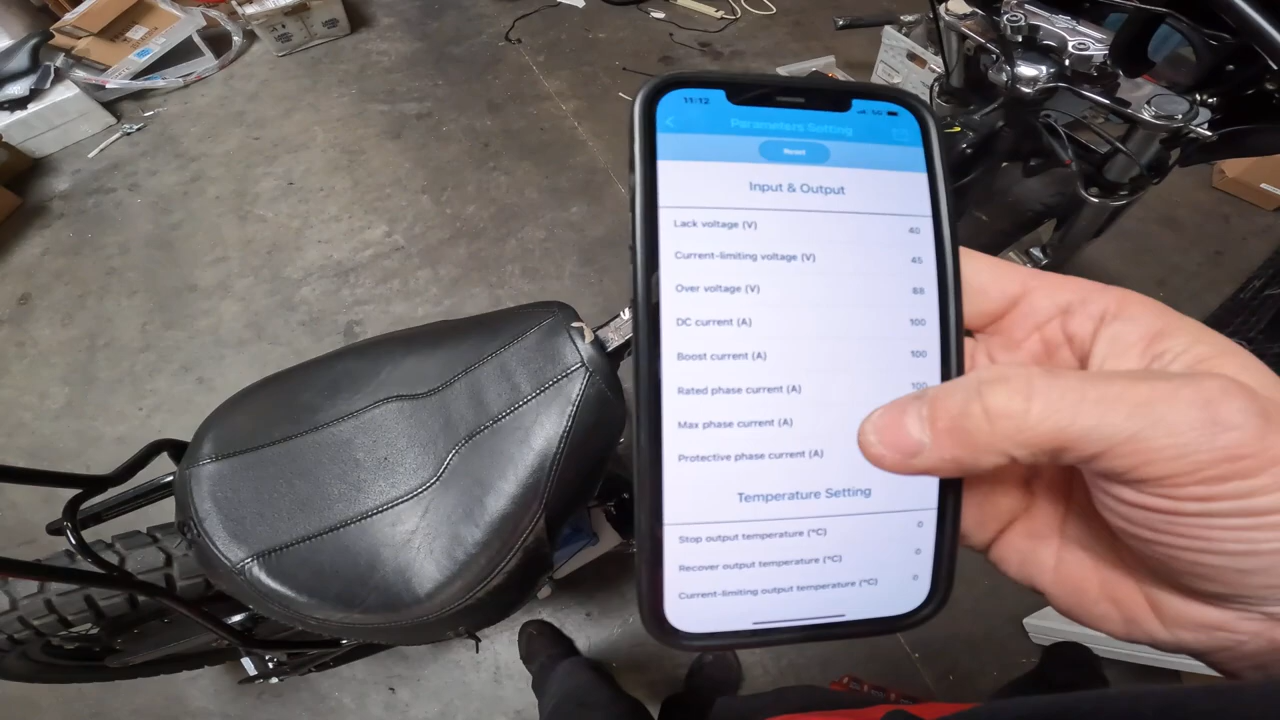 11:12
Parameters Setting
Reset
Input & Output
Lack voltage (V) 40
Current-limiting voltage (V) 45
Over voltage (V) 88
DC current (A) 100
Boost current (A) 100
Rated phase current (A) 100
Max phase current (A)
Protective phase current (A)
Temperature Setting
Stop output temperature (°C) 0
Recover output temperature (°C) 0
Current-limiting output temperature (°C) 0